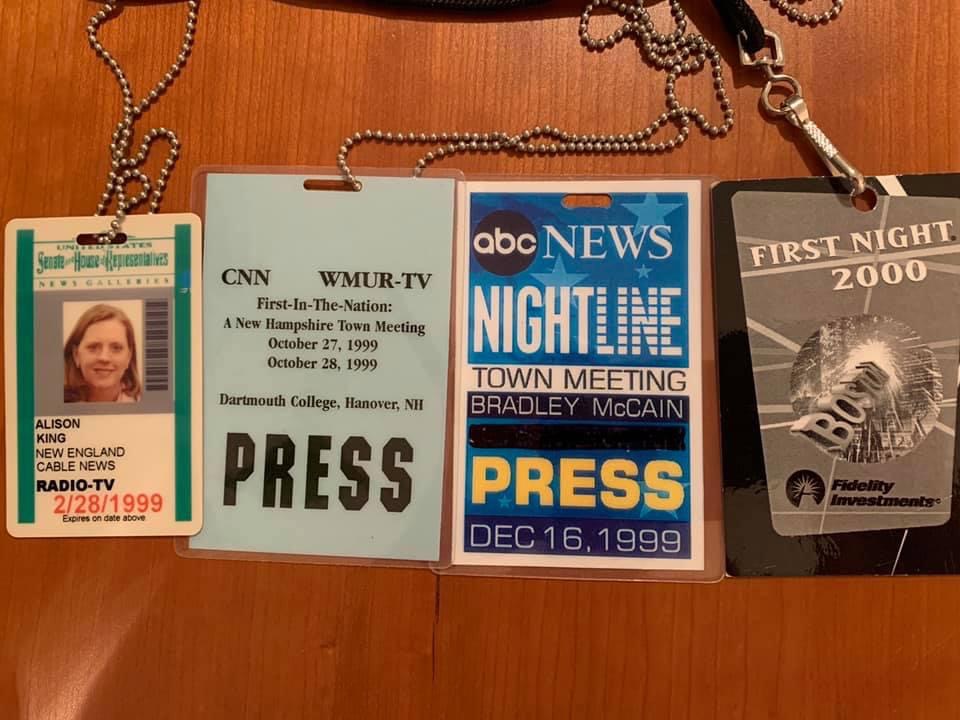 UNITED STATES
Senate and House of Representatives
NEWS GALLERIES
ALISON
KING
NEW ENGLAND
CABLE NEWS
RADIO-TV
2/28/1999
Expires on date above
CNN WMUR-TV
First-In-The-Nation:
A New Hampshire Town Meeting
October 27, 1999
October 28, 1999
Dartmouth College, Hanover, NH
PRESS
abc NEWS
NIGHTLINE
TOWN MEETING
BRADLEY McCAIN
PRESS
DEC 16, 1999
FIRST NIGHT
2000
Boston
Fidelity
Investments